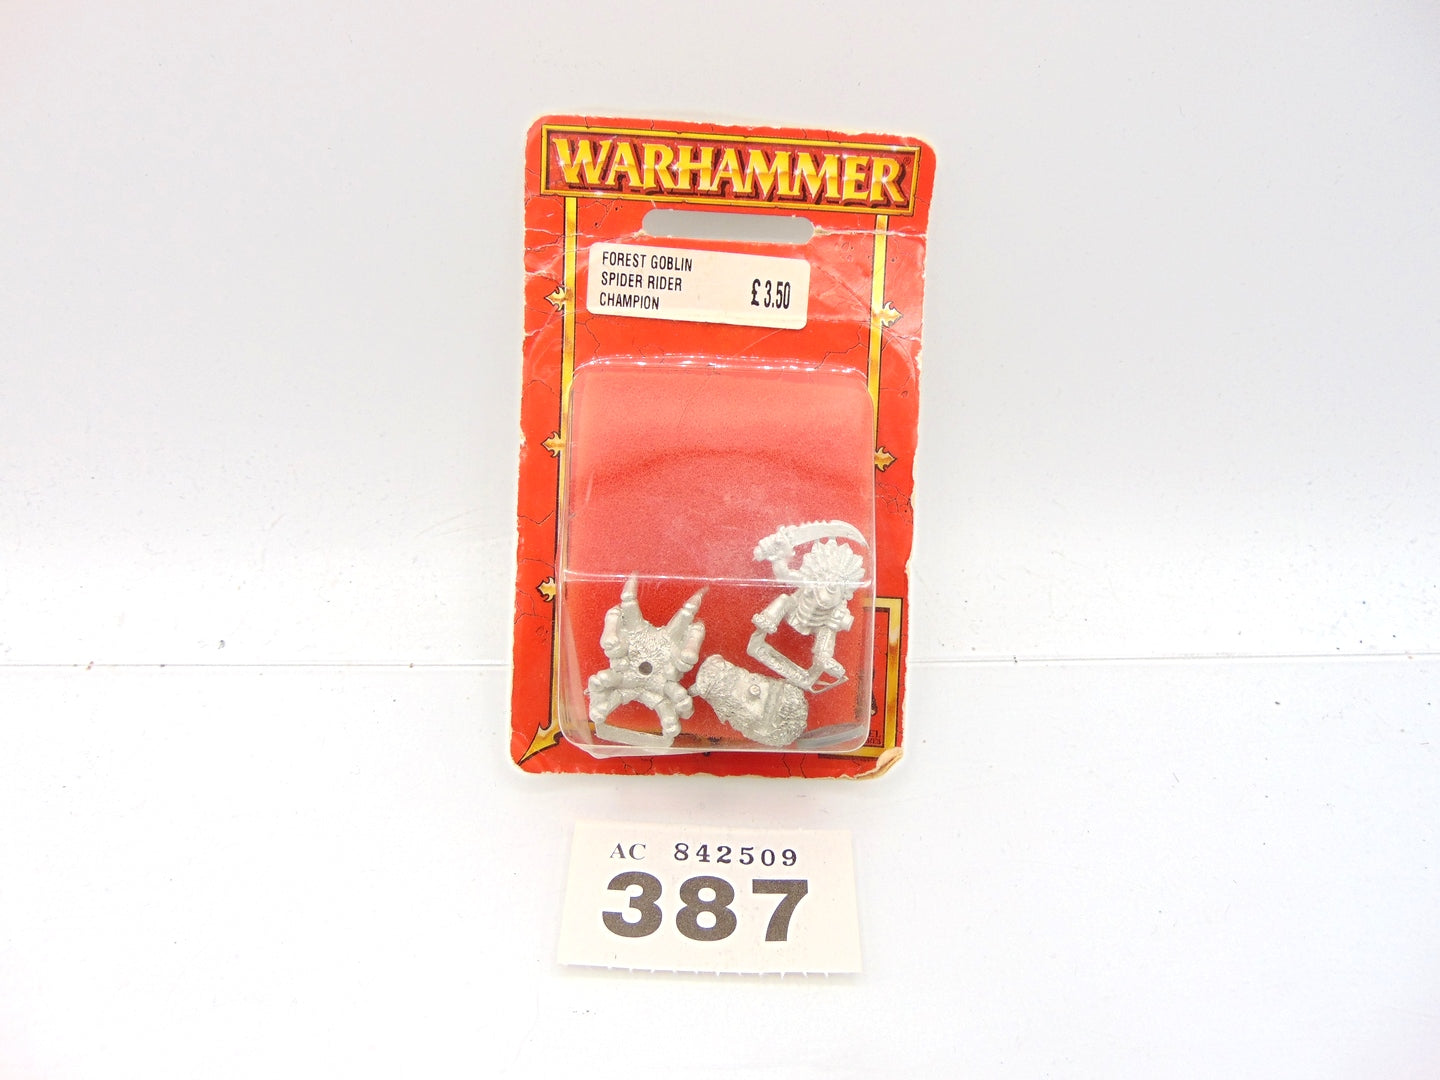 WARHAMMER®
FOREST GOBLIN
SPIDER RIDER
CHAMPION
£3.50
AC 842509
387